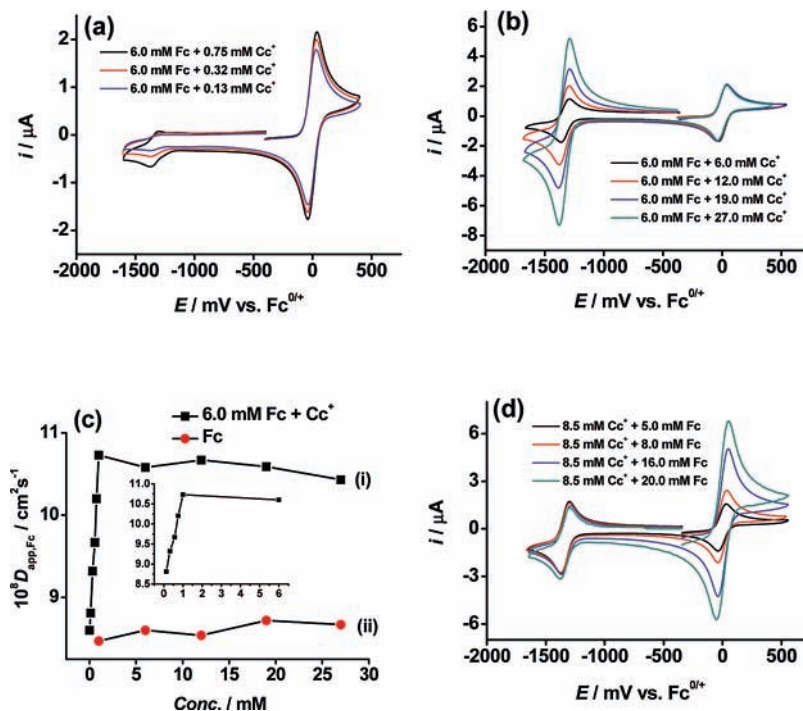 (a)
6.0 mM Fc + 0.75 mM Cc⁺
6.0 mM Fc + 0.32 mM Cc⁺
6.0 mM Fc + 0.13 mM Cc⁺
i / µA
2
1
0
-1
-2
-2000 -1500 -1000 -500 0 500
E / mV vs. Fc⁰/⁺
(b)
6.0 mM Fc + 6.0 mM Cc⁺
6.0 mM Fc + 12.0 mM Cc⁺
6.0 mM Fc + 19.0 mM Cc⁺
6.0 mM Fc + 27.0 mM Cc⁺
i / µA
6
4
2
0
-2
-4
-6
-8
-2000 -1500 -1000 -500 0 500
E / mV vs. Fc⁰/⁺
(c)
6.0 mM Fc + Cc⁺
Fc
10⁸D app,Fc / cm²s⁻¹
11
10
9
8
(i)
(ii)
11.0
10.5
10.0
9.5
9.0
8.5
0 1 2 3 4 5 6 7
0 5 10 15 20 25 30
Conc. / mM
(d)
8.5 mM Cc⁺ + 5.0 mM Fc
8.5 mM Cc⁺ + 8.0 mM Fc
8.5 mM Cc⁺ + 16.0 mM Fc
8.5 mM Cc⁺ + 20.0 mM Fc
i / µA
6
3
0
-3
-6
-2000 -1500 -1000 -500 0 500
E / mV vs. Fc⁰/⁺